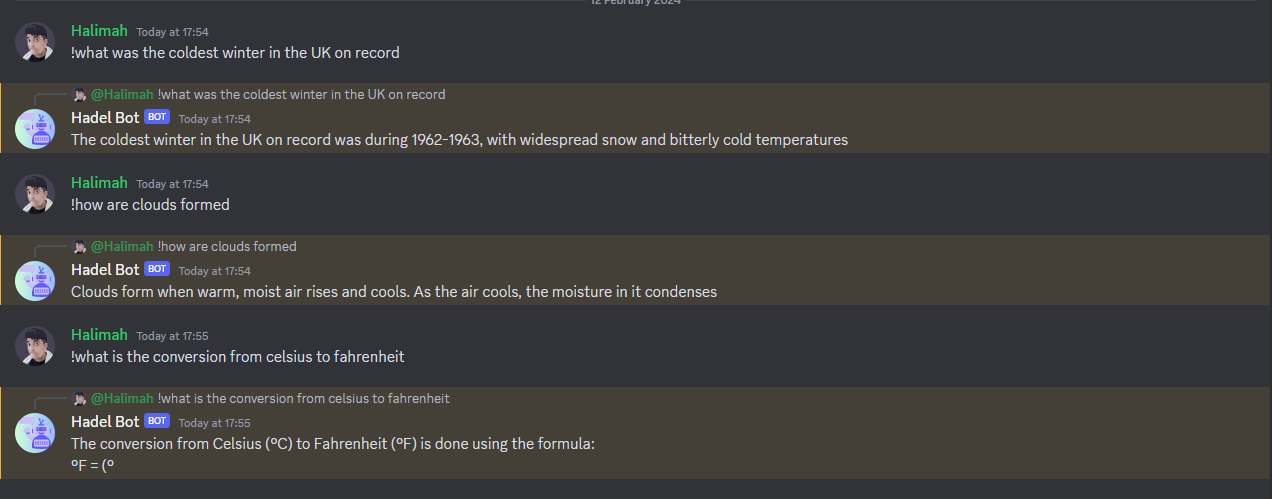 12 February 2024
Halimah Today at 17:54
!what was the coldest winter in the UK on record
@Halimah !what was the coldest winter in the UK on record
Hadel Bot BOT Today at 17:54
The coldest winter in the UK on record was during 1962-1963, with widespread snow and bitterly cold temperatures
Halimah Today at 17:54
!how are clouds formed
@Halimah !how are clouds formed
Hadel Bot BOT Today at 17:54
Clouds form when warm, moist air rises and cools. As the air cools, the moisture in it condenses
Halimah Today at 17:55
!what is the conversion from celsius to fahrenheit
@Halimah !what is the conversion from celsius to fahrenheit
Hadel Bot BOT Today at 17:55
The conversion from Celsius (°C) to Fahrenheit (°F) is done using the formula:
°F = (°